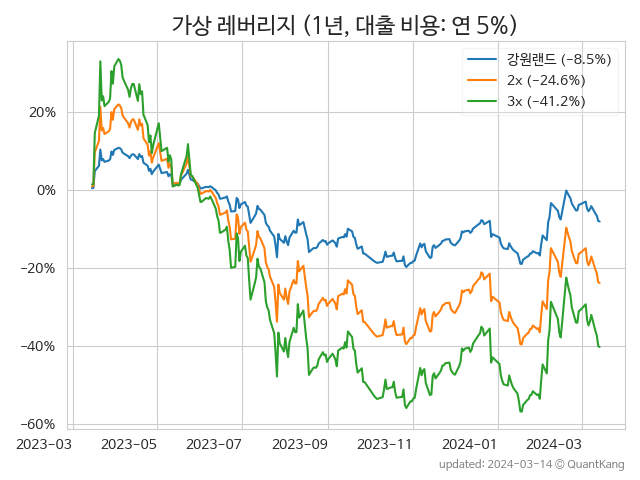 가상 레버리지 (1년, 대출 비용: 연 5%)
강원랜드 (−8.5%)
2x (−24.6%)
3x (−41.2%)
20%
0%
−20%
−40%
−60%
2023-03 2023-05 2023-07 2023-09 2023-11 2024-01 2024-03
updated: 2024-03-14 © QuantKang